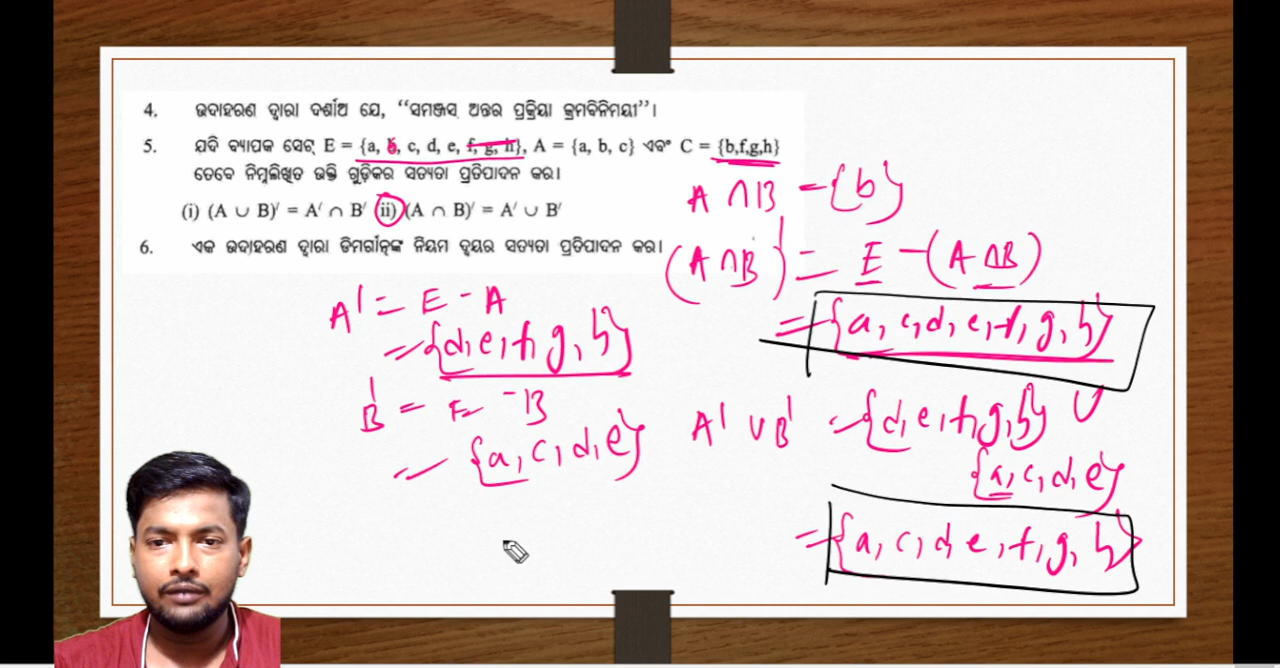 4. ଉଦାହରଣ ଦ୍ୱାରା ଦର୍ଶାଅ ଯେ, ‘‘ସମଞ୍ଜସ ଅନ୍ତର ପ୍ରକ୍ରିୟା କ୍ରମବିନିମୟୀ’’।
5. ଯଦି ବ୍ୟାପକ ସେଟ୍ E = {a, b, c, d, e, f, g, h}, A = {a, b, c} ଏବଂ C = {b,f,g,h}
ତେବେ ନିମ୍ନଲିଖିତ ଉକ୍ତି ଗୁଡ଼ିକର ସତ୍ୟତା ପ୍ରତିପାଦନ କର।
(i) (A ∪ B)′ = A′ ∩ B′ ii) (A ∩ B)′ = A′ ∪ B′
6. ଏକ ଉଦାହରଣ ଦ୍ୱାରା ଡିମର୍ଗାନ୍‌ଙ୍କ ନିୟମ ଦ୍ୱୟର ସତ୍ୟତା ପ୍ରତିପାଦନ କର।
A ∩ B = {b}
(A ∩ B)′ = E - (A ∩ B)
= {a, c, d, e, f, g, h}
A′ = E - A
= {d, e, f, g, h}
B′ = E - B
= {a, c, d, e}
A′ ∪ B′ = {d, e, f, g, h} ∪
{a, c, d, e}
= {a, c, d, e, f, g, h}